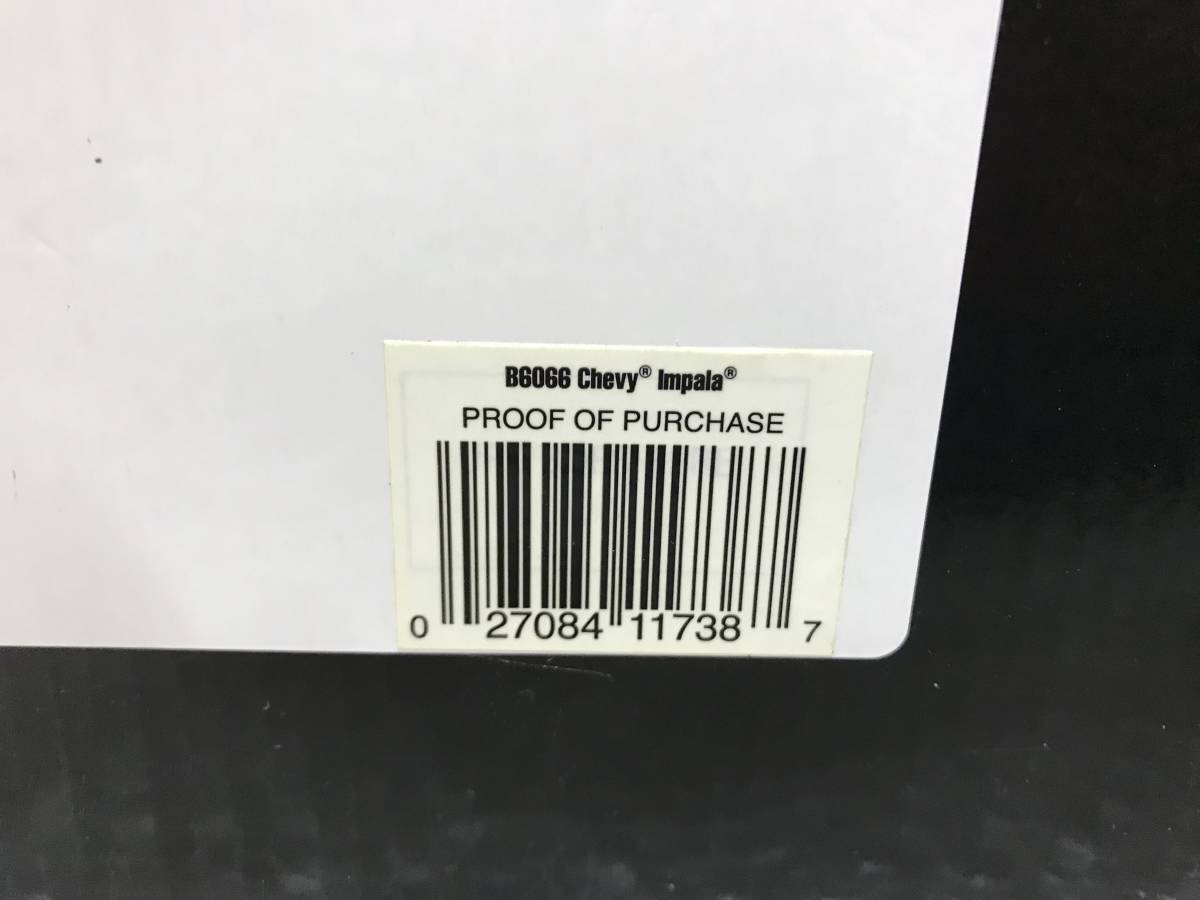 B6066 Chevy® Impala®
PROOF OF PURCHASE
0 27084 11738 7